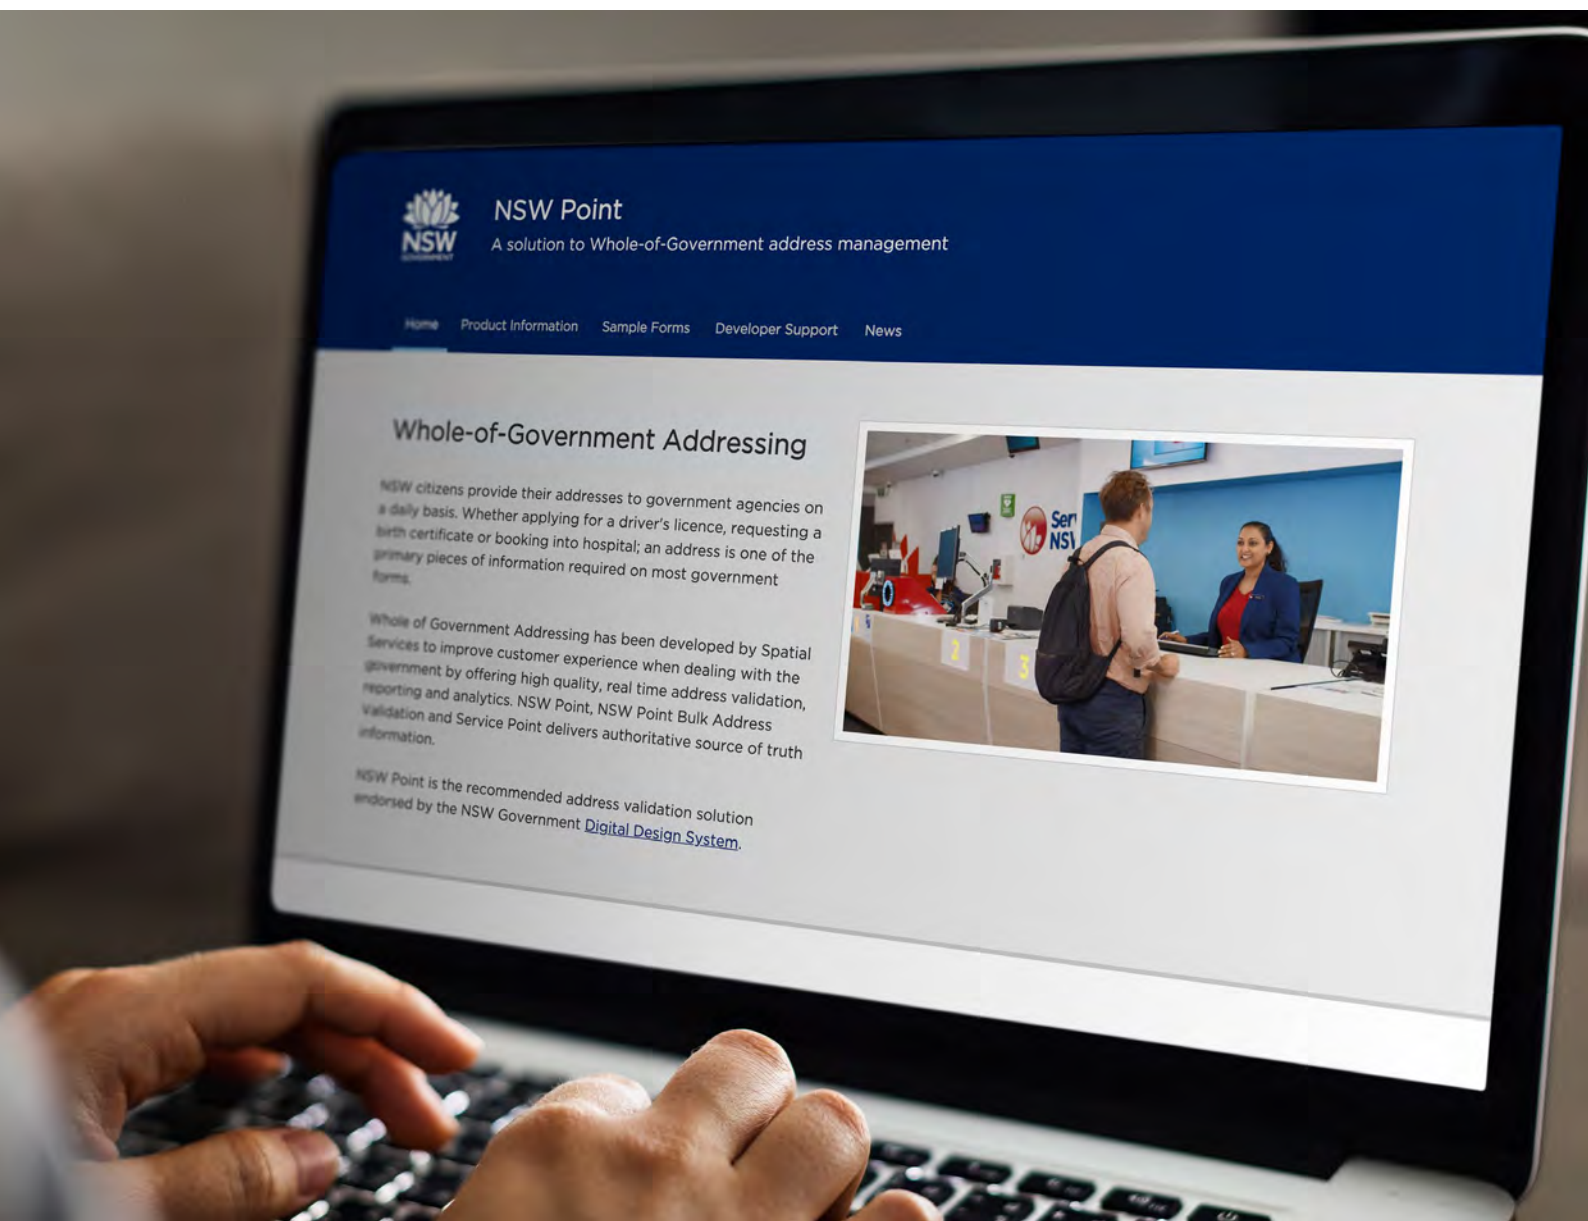 NSW
GOVERNMENT
NSW Point
A solution to Whole-of-Government address management
Home Product Information Sample Forms Developer Support News
Whole-of-Government Addressing
NSW citizens provide their addresses to government agencies on
a daily basis. Whether applying for a driver's licence, requesting a
birth certificate or booking into hospital; an address is one of the
primary pieces of information required on most government
forms.
Whole of Government Addressing has been developed by Spatial
Services to improve customer experience when dealing with the
government by offering high quality, real time address validation,
reporting and analytics. NSW Point, NSW Point Bulk Address
Validation and Service Point delivers authoritative source of truth
information.
NSW Point is the recommended address validation solution
endorsed by the NSW Government Digital Design System.
Serv
NSW
2
3